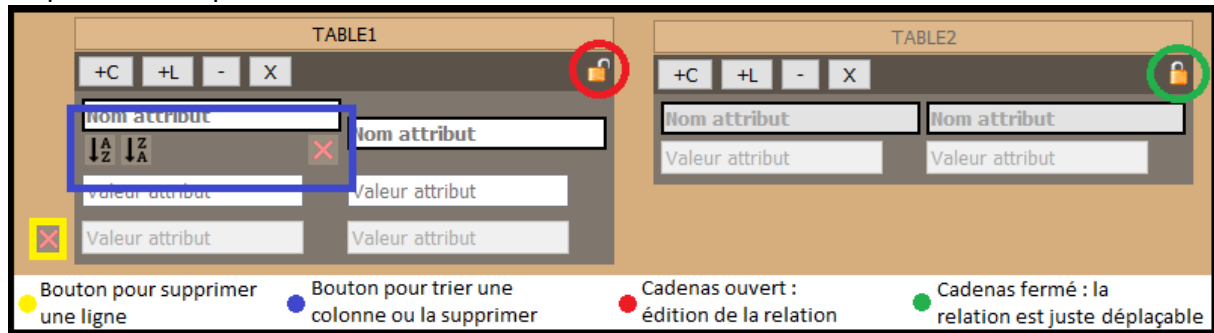 TABLE1
TABLE2
+C +L - X
+C +L - X
Nom attribut
Nom attribut
Nom attribut
Nom attribut
A Z Z A
Valeur attribut
Valeur attribut
Valeur attribut
Valeur attribut
Valeur attribut
Valeur attribut
Bouton pour supprimer
une ligne
Bouton pour trier une
colonne ou la supprimer
Cadenas ouvert :
édition de la relation
Cadenas fermé : la
relation est juste déplaçable